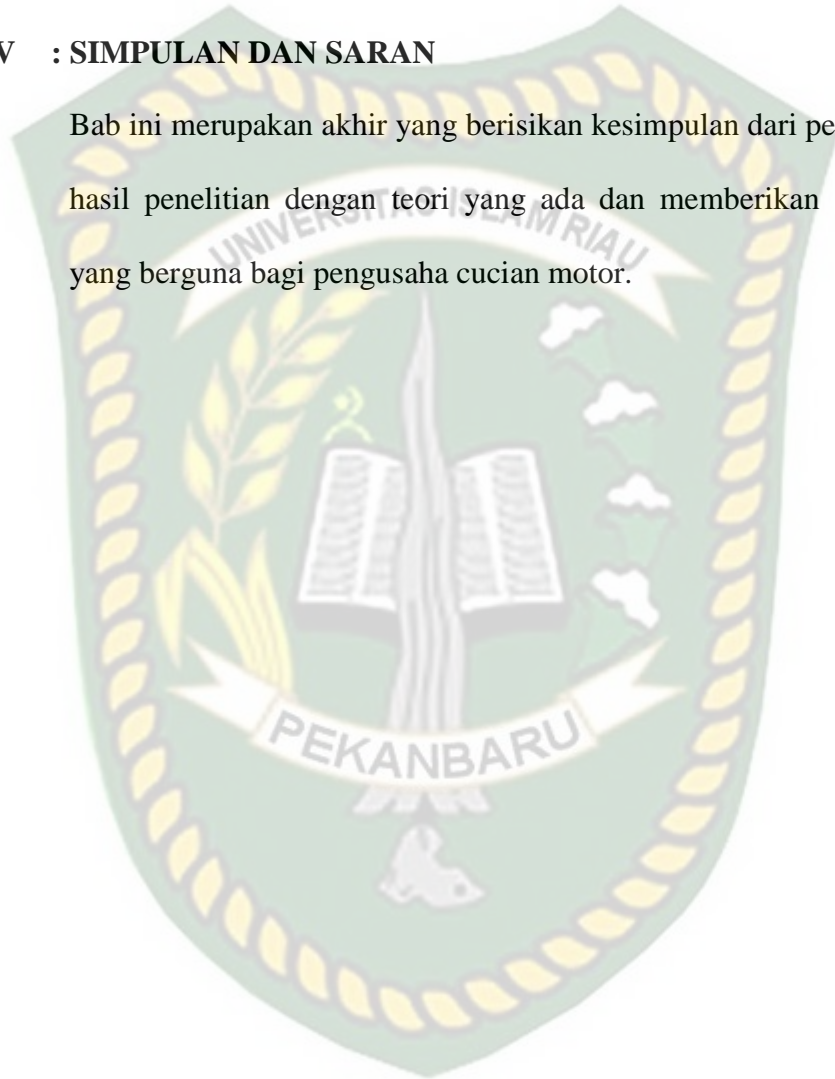 V : SIMPULAN DAN SARAN
Bab ini merupakan akhir yang berisikan kesimpulan dari pe
hasil penelitian dengan teori yang ada dan memberikan
yang berguna bagi pengusaha cucian motor.
UNIVERSITAS ISLAM RIAU
PEKANBARU